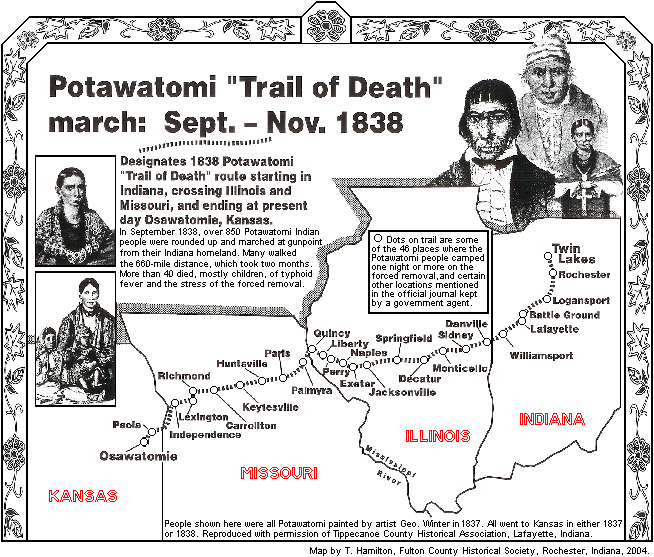 Potawatomi "Trail of Death"
march: Sept. – Nov. 1838
Designates 1838 Potawatomi
"Trail of Death" route starting in
Indiana, crossing Illinois and
Missouri, and ending at present
day Osawatomie, Kansas.
In September 1838, over 850 Potawatomi Indian
people were rounded up and marched at gunpoint
from their Indiana homeland. Many walked
the 660-mile distance, which took two months.
More than 40 died, mostly children, of typhoid
fever and the stress of the forced removal.
Dots on trail are some
of the 46 places where the
Potawatomi people camped
one night or more on the
forced removal, and certain
other locations mentioned
in the official journal kept
by a government agent.
Twin
Lakes
Rochester
Logansport
Battle Ground
Lafayette
Williamsport
Danville
Sidney
Monticello
Springfield
Decatur
Jacksonville
Naples
Exeter
Liberty
Perry
Quincy
Palmyra
Paris
Huntsville
Keytesville
Carrollton
Richmond
Lexington
Independence
Paola
Osawatomie
INDIANA
ILLINOIS
MISSOURI
KANSAS
Mississippi
River
People shown here were all Potawatomi painted by artist Geo. Winter in 1837. All went to Kansas in either 1837
or 1838. Reproduced with permission of Tippecanoe County Historical Association, Lafayette, Indiana.
Map by T. Hamilton, Fulton County Historical Society, Rochester, Indiana, 2004.